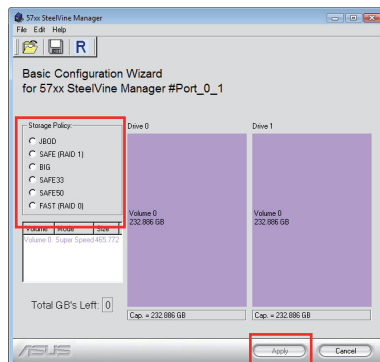 57xx SteelVine Manager
File Edit Help
R
Basic Configuration Wizard
for 57xx SteelVine Manager #Port_0_1
Storage Policy:
JBOD
SAFE (RAID 1)
BIG
SAFE33
SAFE50
FAST (RAID 0)
Drive 0
Drive 1
Volume 0
232.886 GB
Volume 0
232.886 GB
Volume Mode Size
Volume 0 Super Speed 465.772
Total GB's Left: 0
Cap. = 232.886 GB
Cap. = 232.886 GB
ASUS
Apply
Cancel